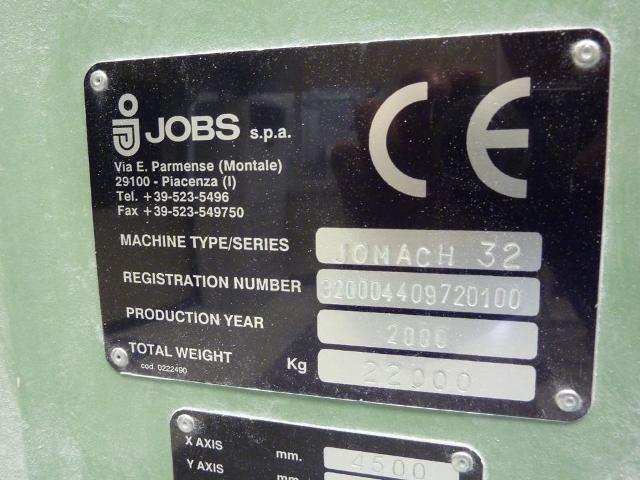 JOBS s.p.a.
CE
Via E. Parmense (Montale)
29100 - Piacenza (I)
Tel. +39-523-5496
Fax +39-523-549750
MACHINE TYPE/SERIES JOMACH 32
REGISTRATION NUMBER 320004409720100
PRODUCTION YEAR 2000
TOTAL WEIGHT Kg 22000
cod. 0222490
X AXIS mm. 4500
Y AXIS mm.